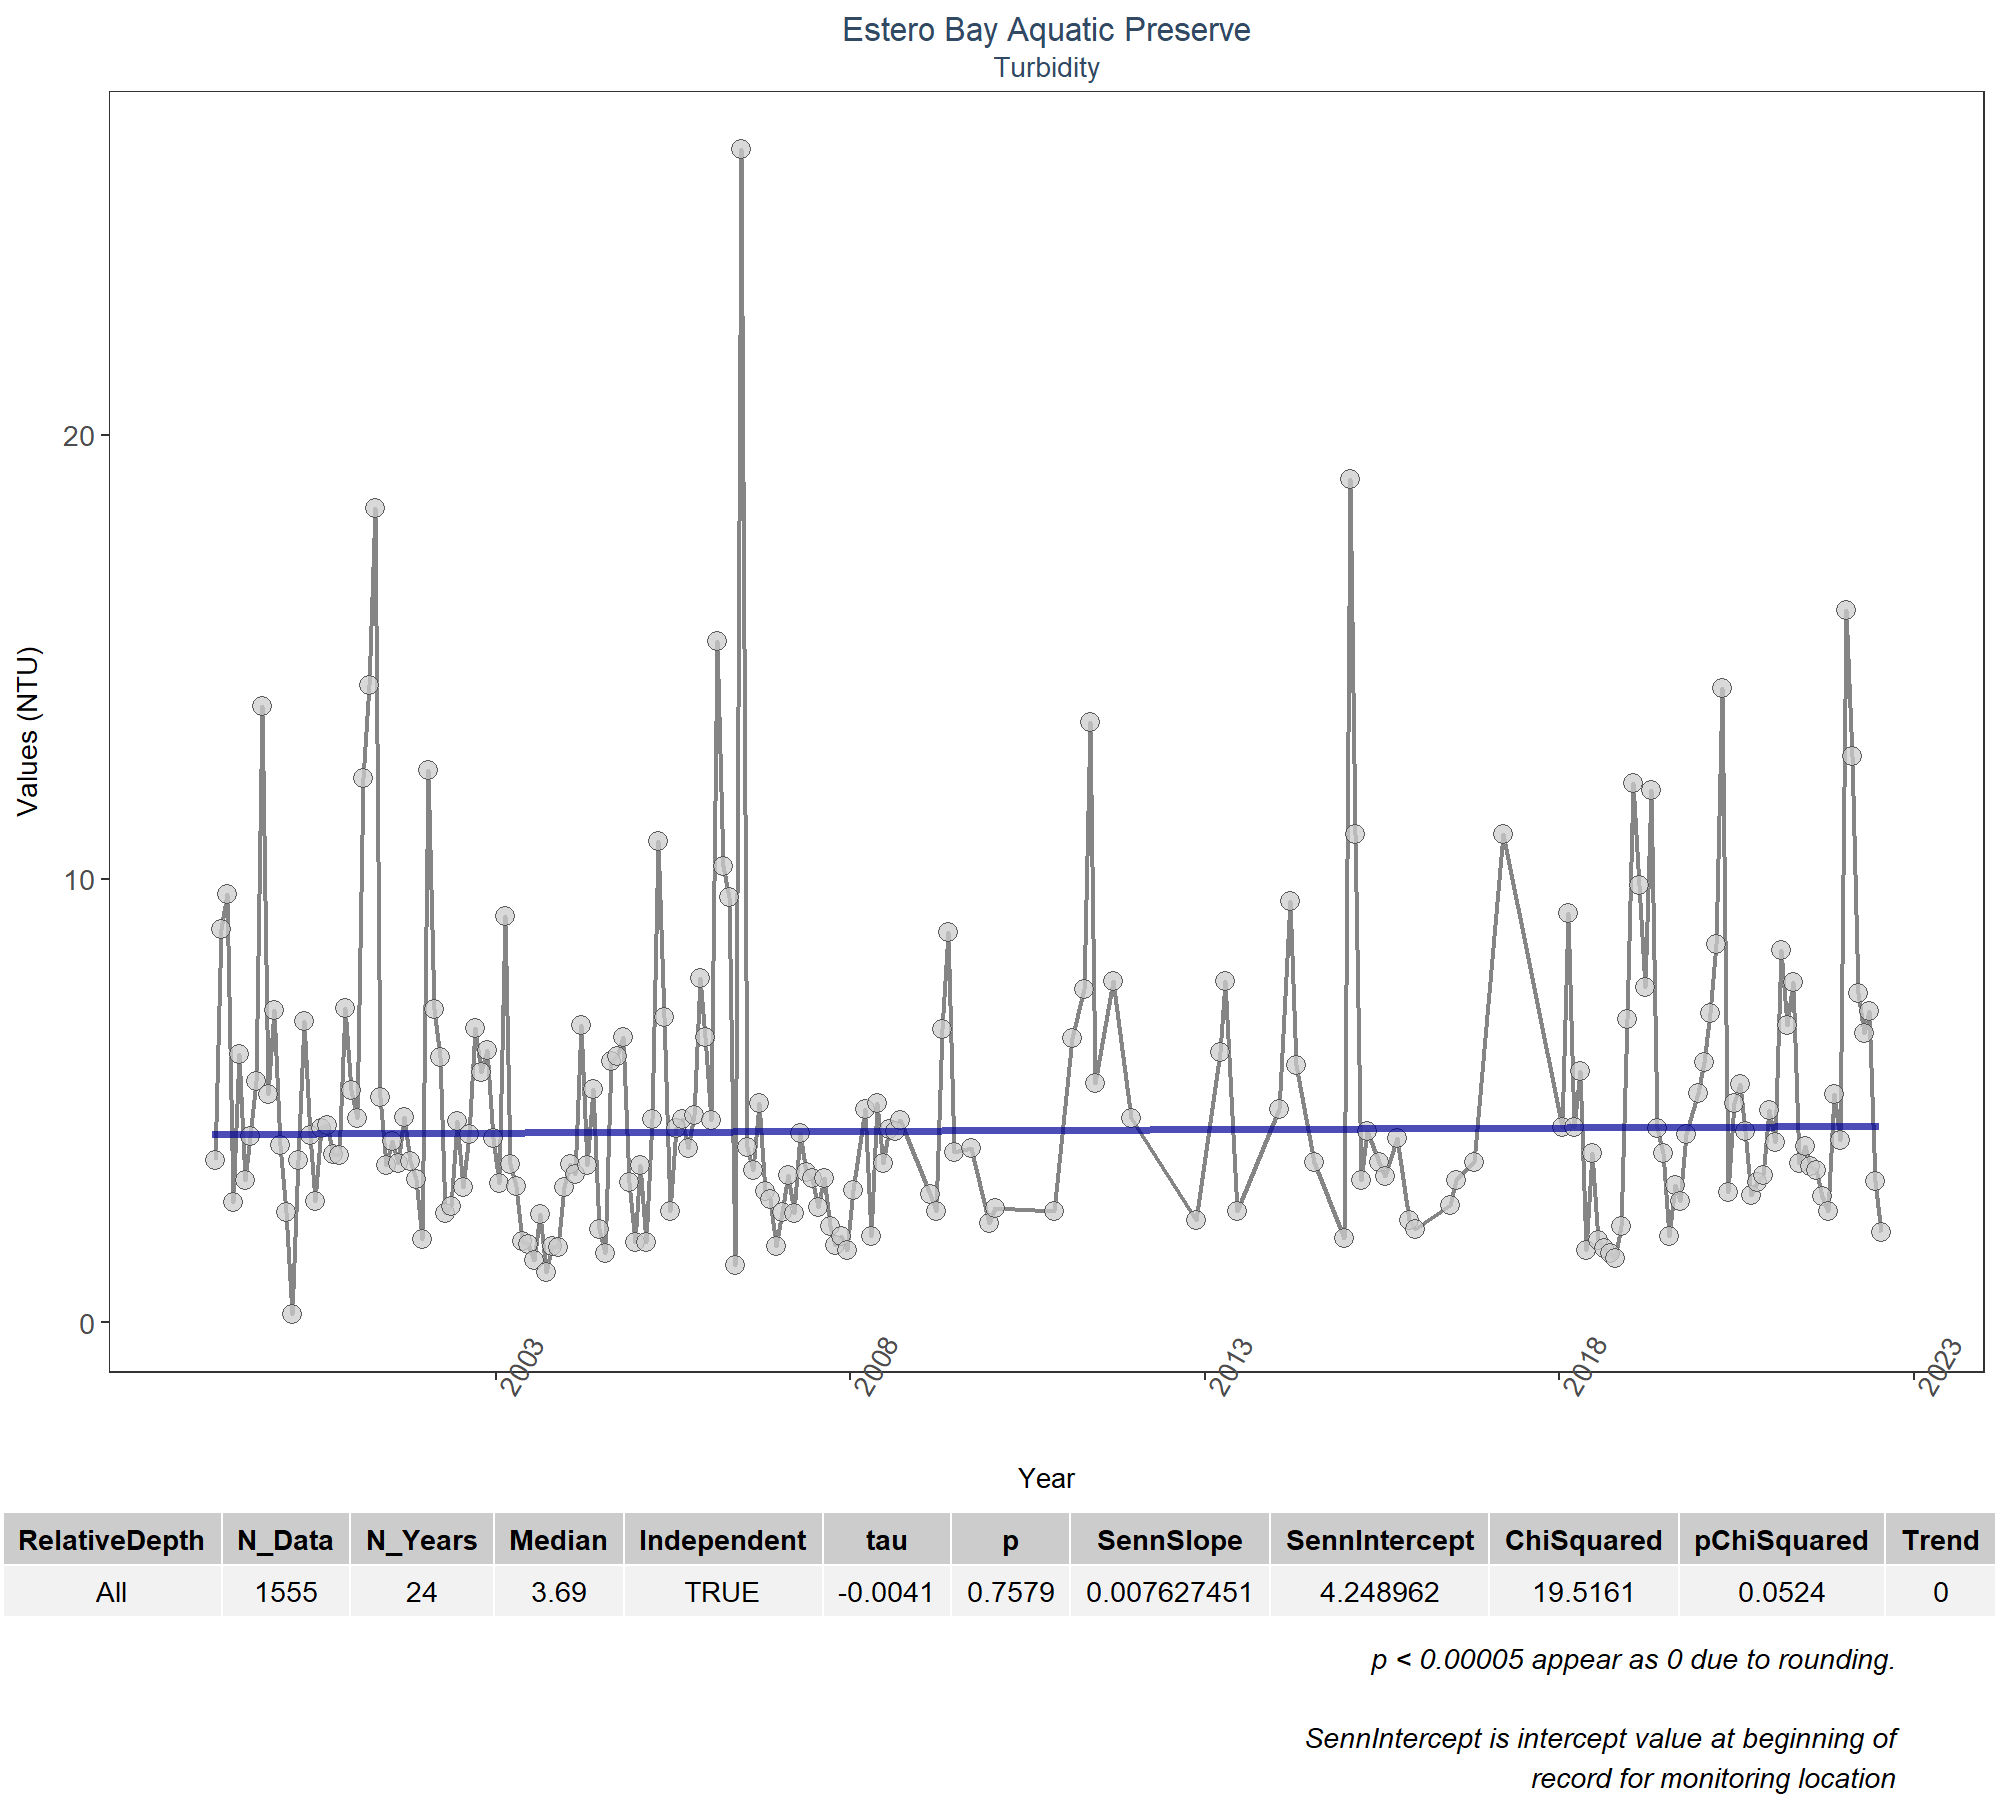 Estero Bay Aquatic Preserve
Turbidity
Values (NTU)
20
10
0
2003 2008 2013 2018 2023
Year
RelativeDepth N_Data N_Years Median Independent tau p SennSlope SennIntercept ChiSquared pChiSquared Trend
All 1555 24 3.69 TRUE -0.0041 0.7579 0.007627451 4.248962 19.5161 0.0524 0
p < 0.00005 appear as 0 due to rounding.
SennIntercept is intercept value at beginning of
record for monitoring location